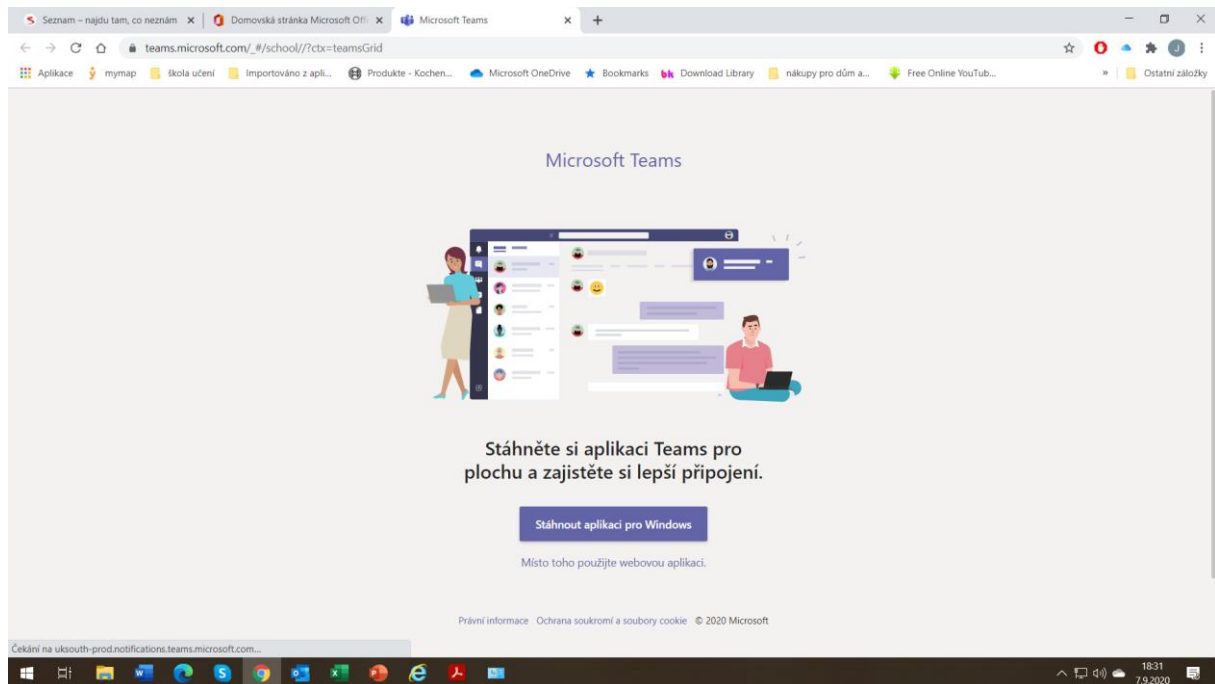 Seznam – najdu tam, co neznám
Domovská stránka Microsoft Offi
Microsoft Teams
teams.microsoft.com/_#/school//?ctx=teamsGrid
Aplikace
mymap
škola učení
Importováno z apli...
Produkte - Kochen...
Microsoft OneDrive
Bookmarks
bk Download Library
nákupy pro dům a...
Free Online YouTub...
»
Ostatní záložky
Microsoft Teams
Stáhněte si aplikaci Teams pro
plochu a zajistěte si lepší připojení.
Stáhnout aplikaci pro Windows
Místo toho použijte webovou aplikaci.
Právní informace Ochrana soukromí a soubory cookie © 2020 Microsoft
Čekání na uksouth-prod.notifications.teams.microsoft.com...
18:31
7.9.2020